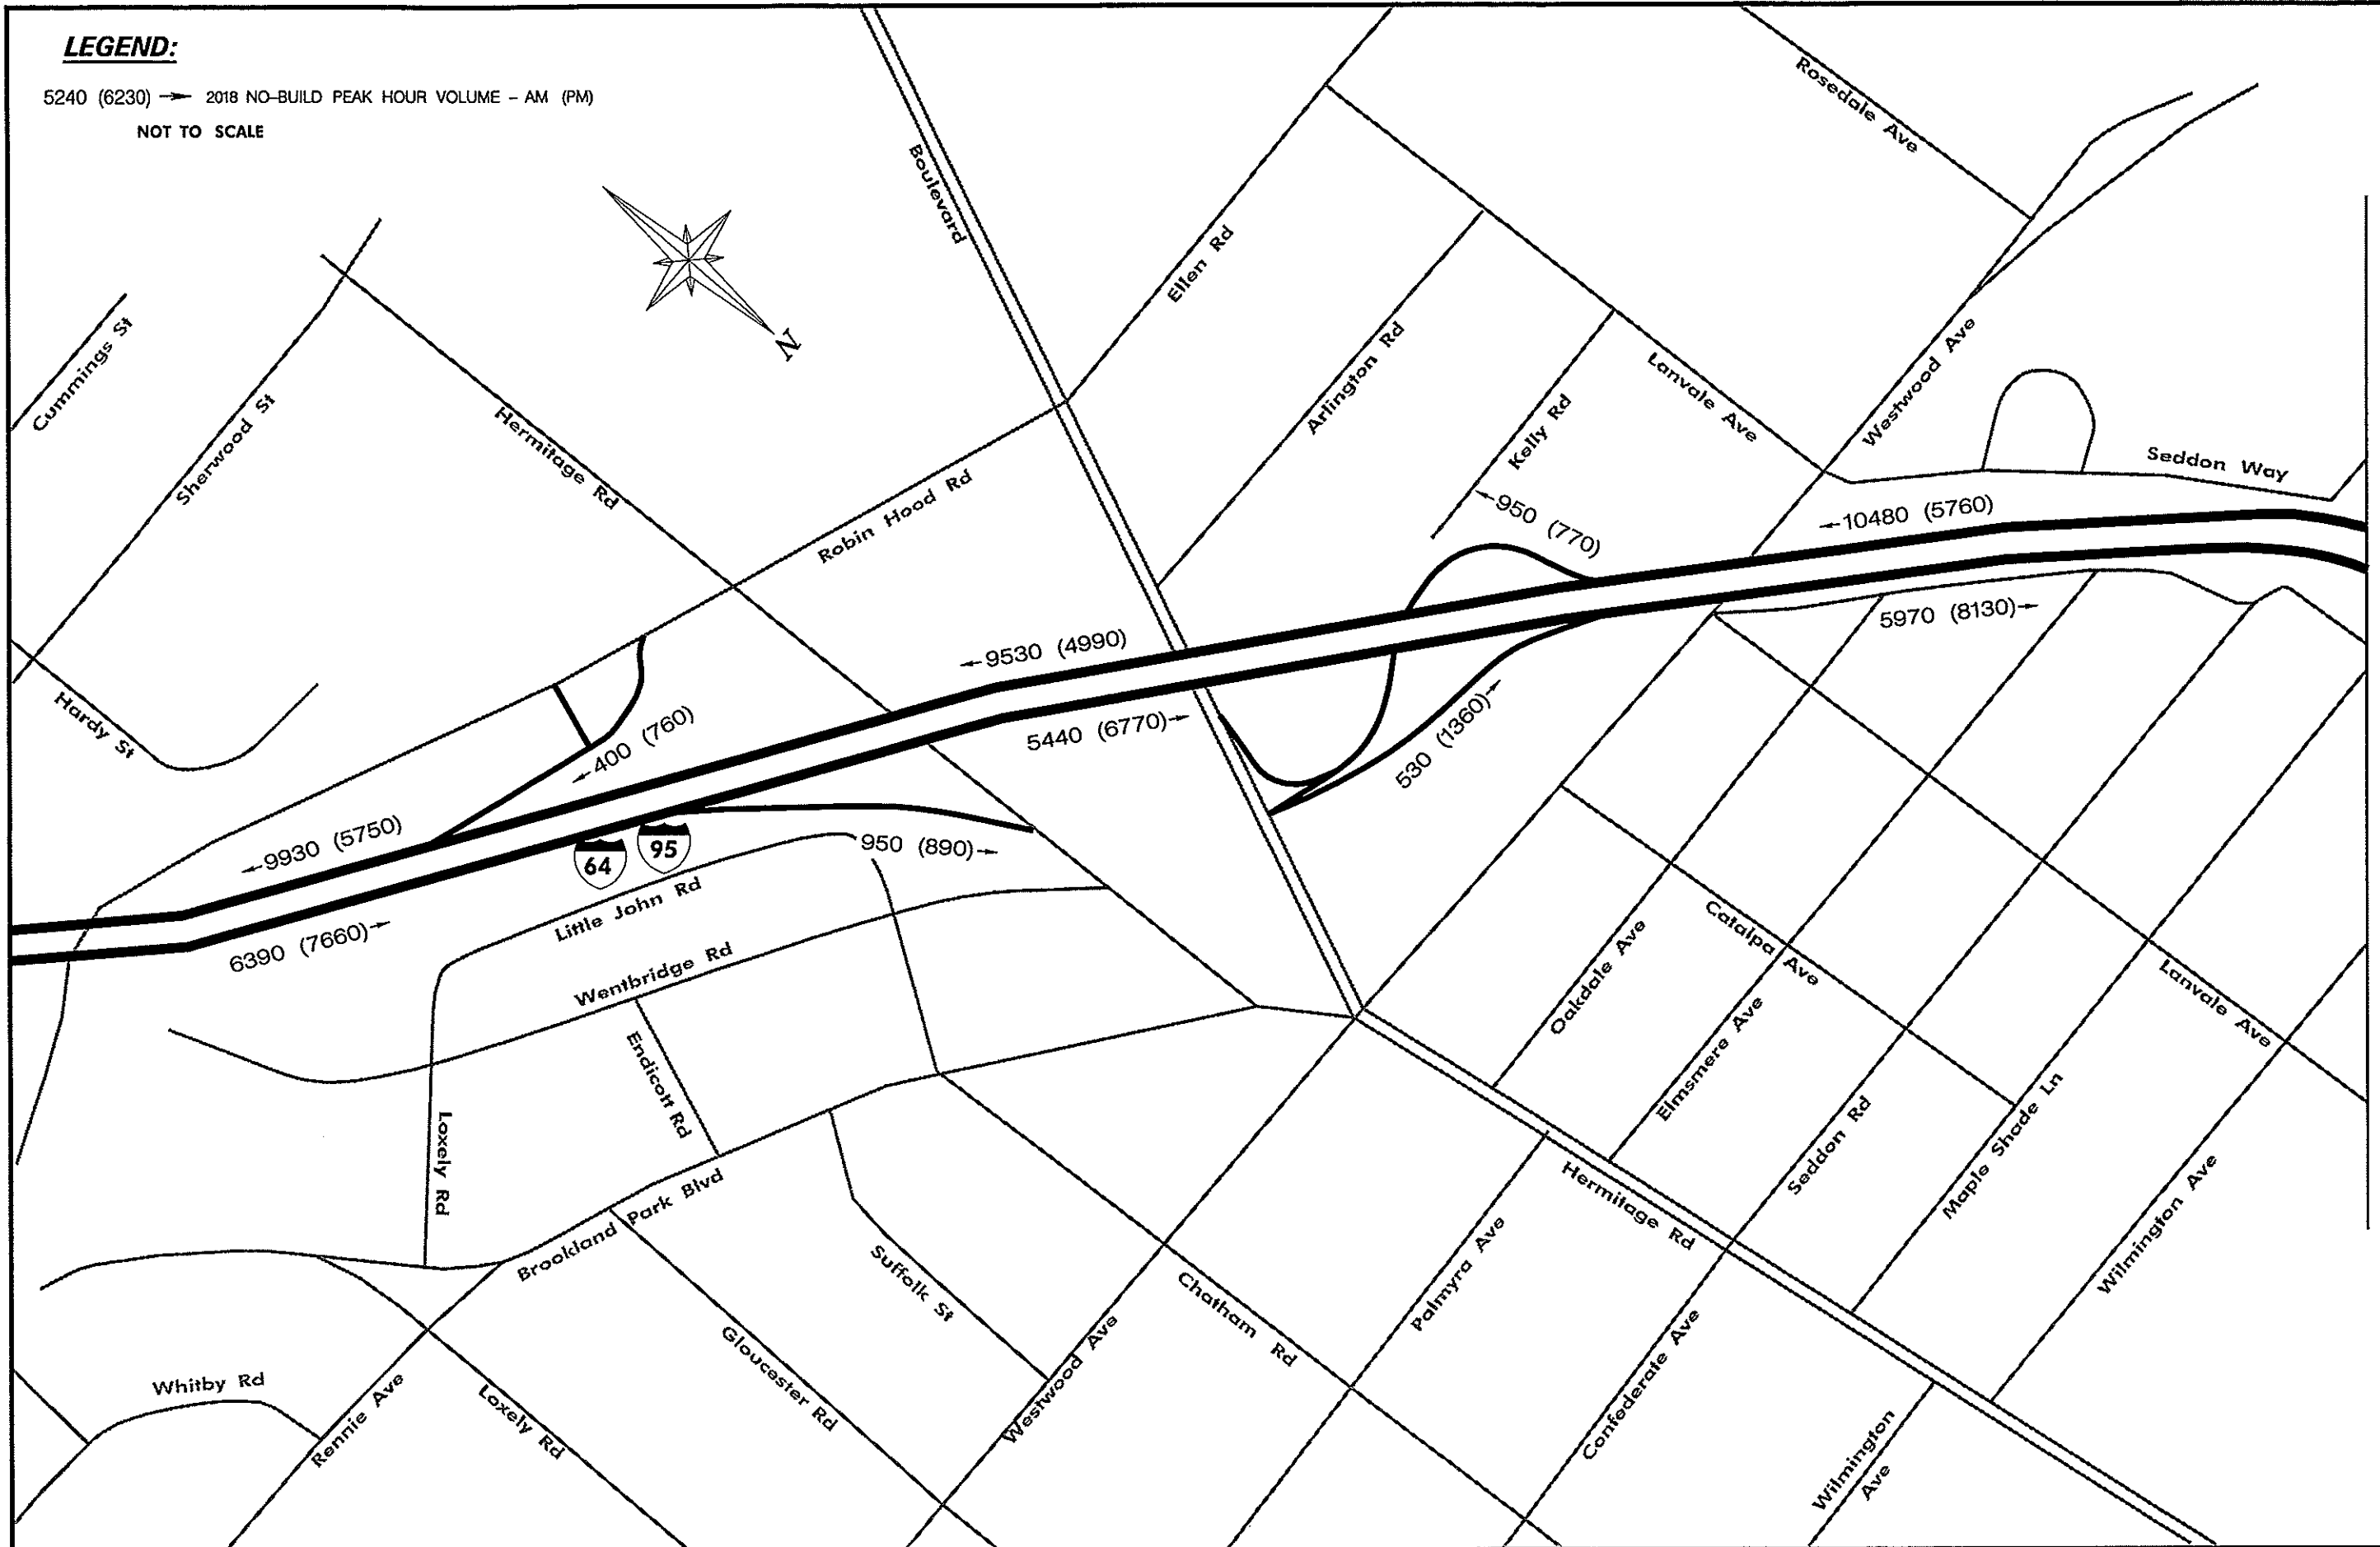 LEGEND:
5240 (6230) → 2018 NO-BUILD PEAK HOUR VOLUME - AM (PM)
NOT TO SCALE
N
Boulevard
Rosedale Ave
Cummings St
Sherwood St
Hermitage Rd
Ellen Rd
Arlington Rd
Kelly Rd
Lanvale Ave
Westwood Ave
Seddon Way
Robin Hood Rd
←950 (770)
←10480 (5760)
5970 (8130)→
←9530 (4990)
5440 (6770)→
530 (1360)→
Hardy St
←400 (760)
←9930 (5750)
64
95
950 (890)→
6390 (7660)→
Little John Rd
Wentbridge Rd
Endicott Rd
Loxely Rd
Brookland Park Blvd
Oakdale Ave
Catalpa Ave
Elmsmere Ave
Lanvale Ave
Seddon Rd
Maple Shade Ln
Wilmington Ave
Hermitage Rd
Suffolk St
Chatham Rd
Palmyra Ave
Gloucester Rd
Westwood Ave
Confederate Ave
Whitby Rd
Rennie Ave
Loxely Rd
Wilmington
Ave